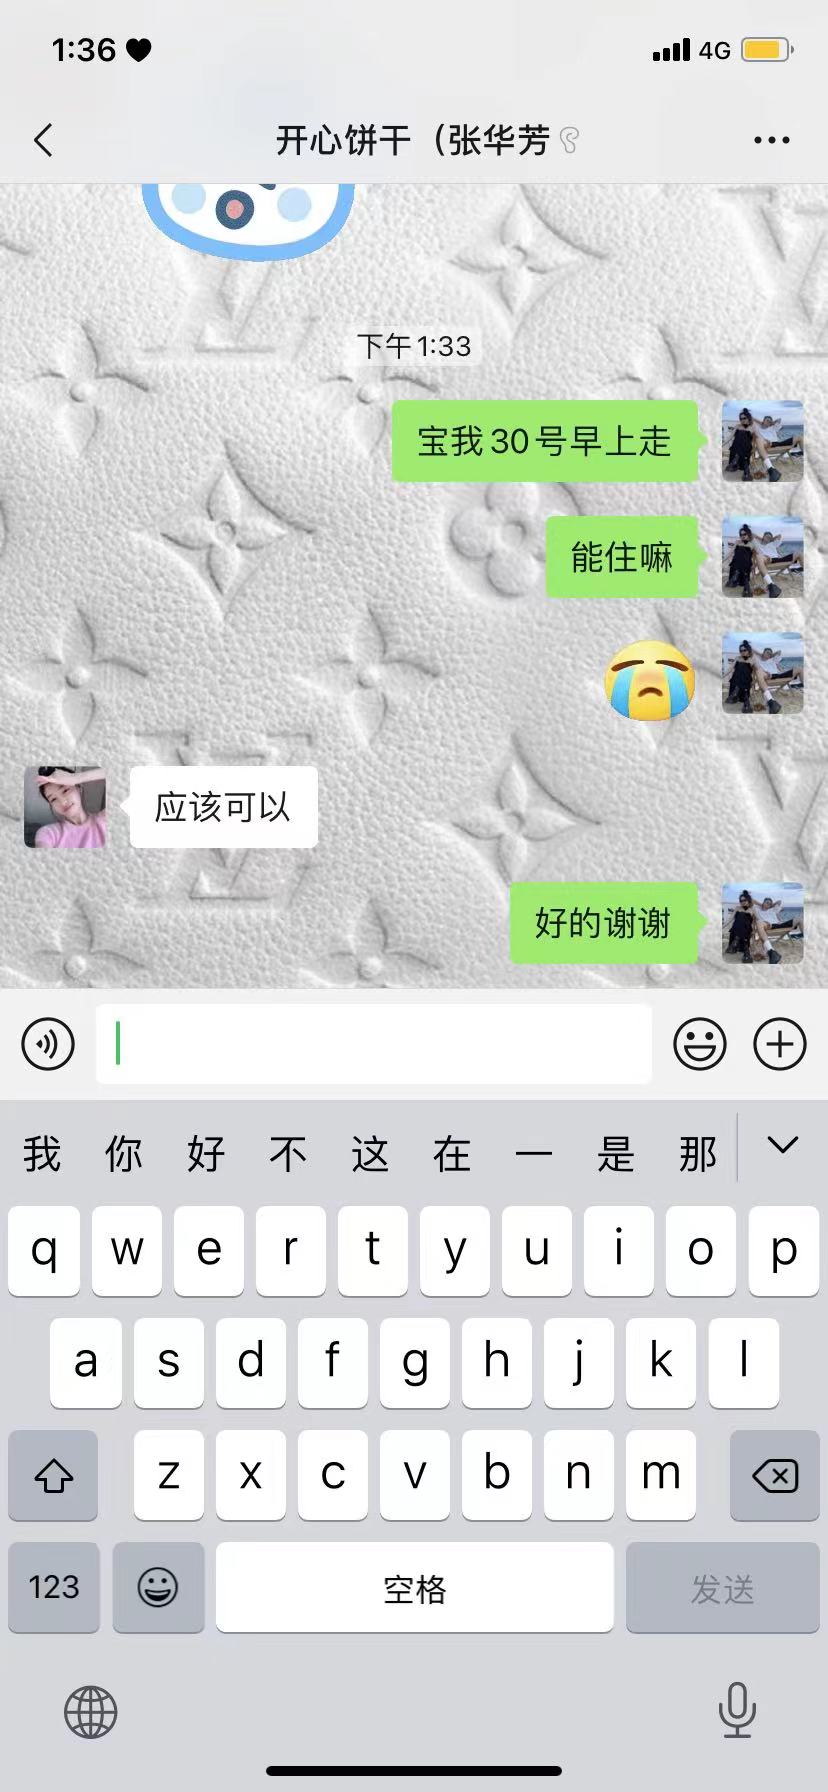 1:36
4G
开心饼干（张华芳
下午1:33
宝我30号早上走
能住嘛
应该可以
好的谢谢
我 你 好 不 这 在 一 是 那
q w e r t y u i o p
a s d f g h j k l
z x c v b n m
123 空格 发送